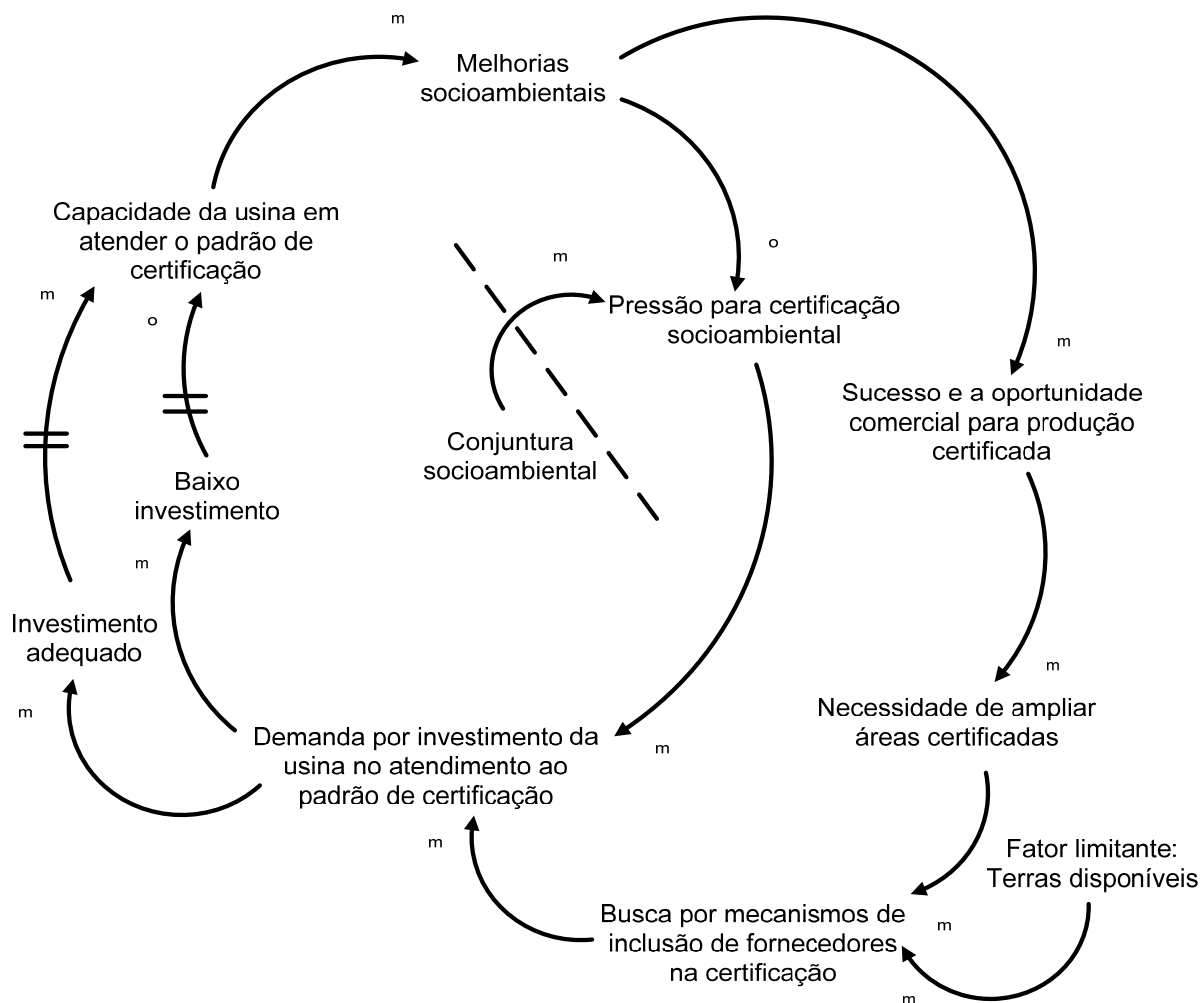 m
Melhorias
socioambientais
Capacidade da usina em
atender o padrão de
certificação
o
m
m
Pressão para certificação
socioambiental
o
m
Sucesso e a oportunidade
comercial para produção
certificada
Conjuntura
socioambiental
Baixo
investimento
m
Investimento
adequado
m
m
Necessidade de ampliar
áreas certificadas
Demanda por investimento da
usina no atendimento ao
padrão de certificação
m
m
Fator limitante:
Terras disponíveis
Busca por mecanismos de
inclusão de fornecedores
na certificação
m
m